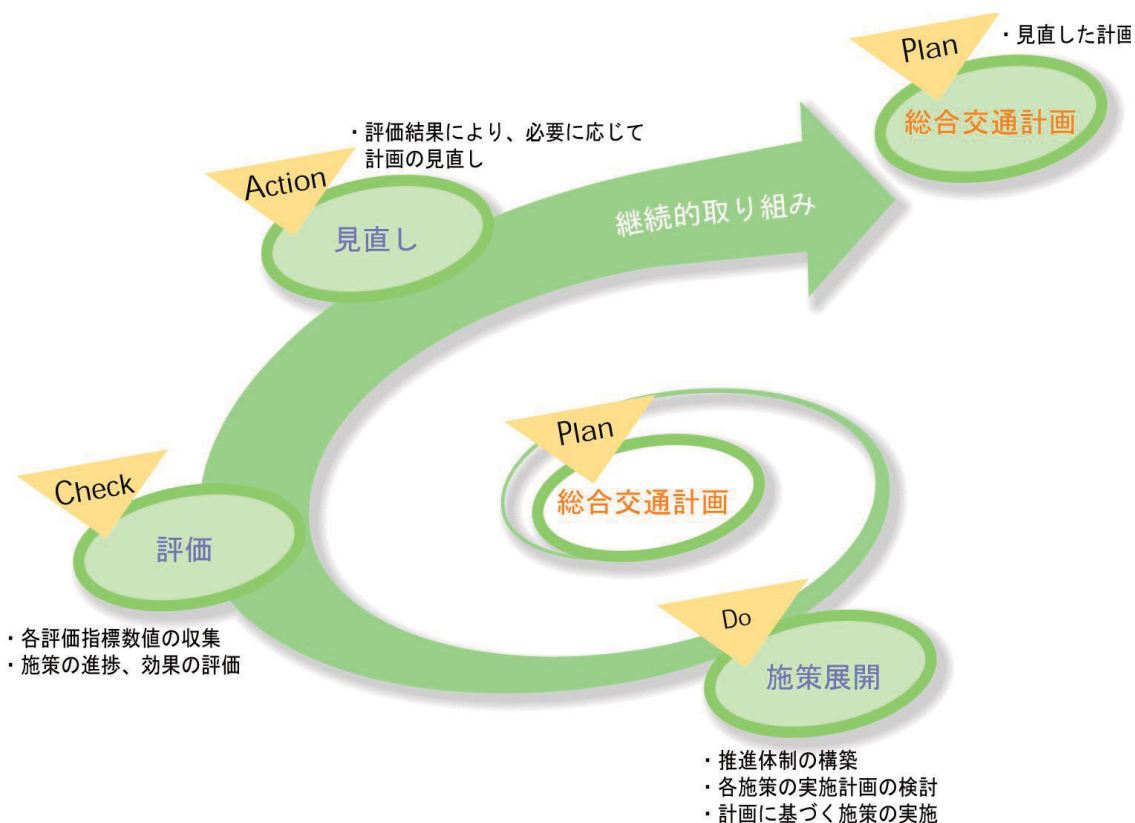 Plan
・見直した計画
総合交通計画
・評価結果により、必要に応じて
計画の見直し
Action
見直し
継続的取り組み
Plan
総合交通計画
Check
評価
・各評価指標数値の収集
・施策の進捗、効果の評価
Do
施策展開
・推進体制の構築
・各施策の実施計画の検討
・計画に基づく施策の実施